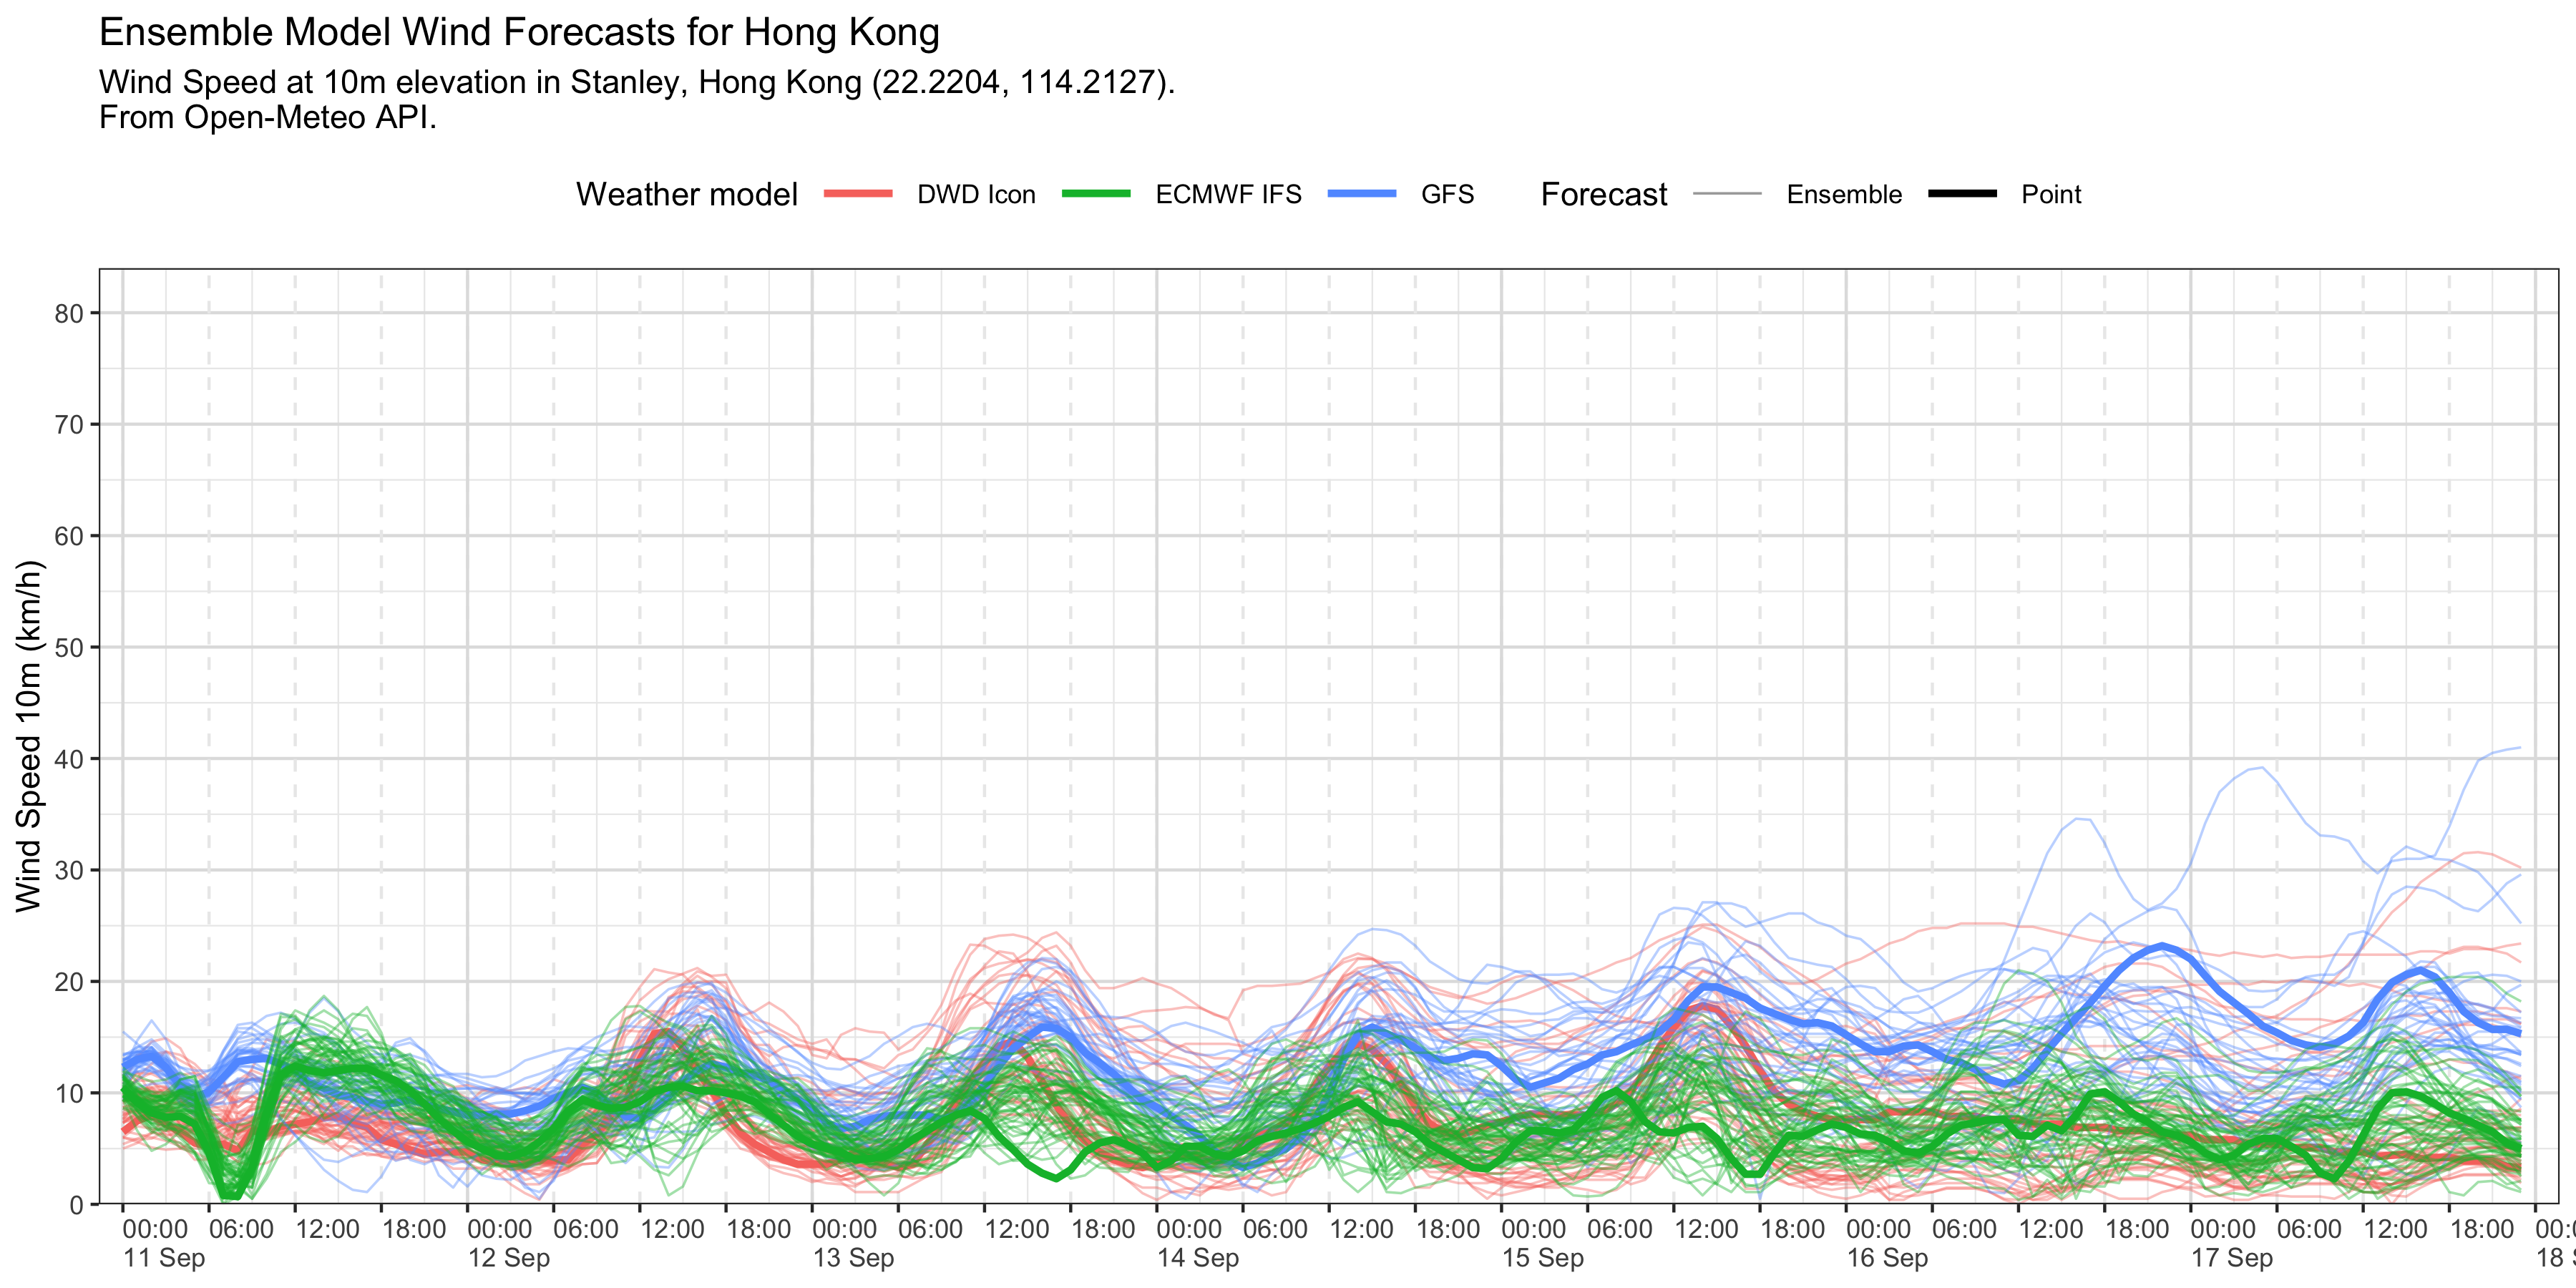 Ensemble Model Wind Forecasts for Hong Kong
Wind Speed at 10m elevation in Stanley, Hong Kong (22.2204, 114.2127).
From Open-Meteo API.
Weather model DWD Icon ECMWF IFS GFS Forecast Ensemble Point
Wind Speed 10m (km/h)
80
70
60
50
40
30
20
10
0
00:00 06:00 12:00 18:00 00:00 06:00 12:00 18:00 00:00 06:00 12:00 18:00 00:00 06:00 12:00 18:00 00:00 06:00 12:00 18:00 00:00 06:00 12:00 18:00 00:00 06:00 12:00 18:00
11 Sep 12 Sep 13 Sep 14 Sep 15 Sep 16 Sep 17 Sep 18